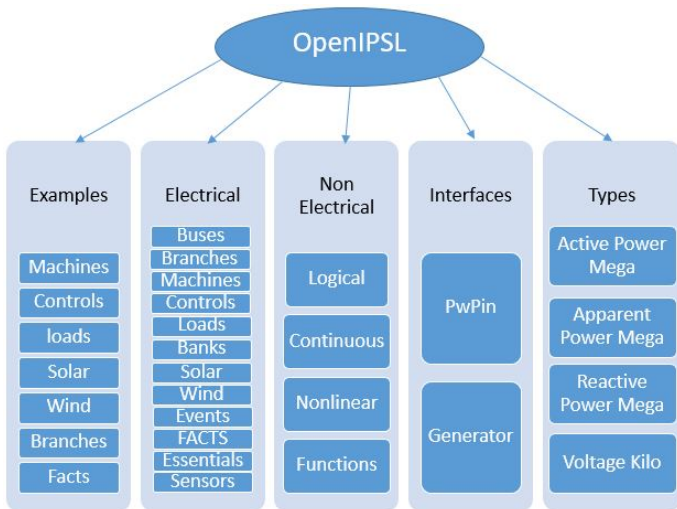 OpenIPSL
Examples
Machines
Controls
loads
Solar
Wind
Branches
Facts
Electrical
Buses
Branches
Machines
Controls
Loads
Banks
Solar
Wind
Events
FACTS
Essentials
Sensors
Non
Electrical
Logical
Continuous
Nonlinear
Functions
Interfaces
PwPin
Generator
Types
Active Power
Mega
Apparent
Power Mega
Reactive
Power Mega
Voltage Kilo